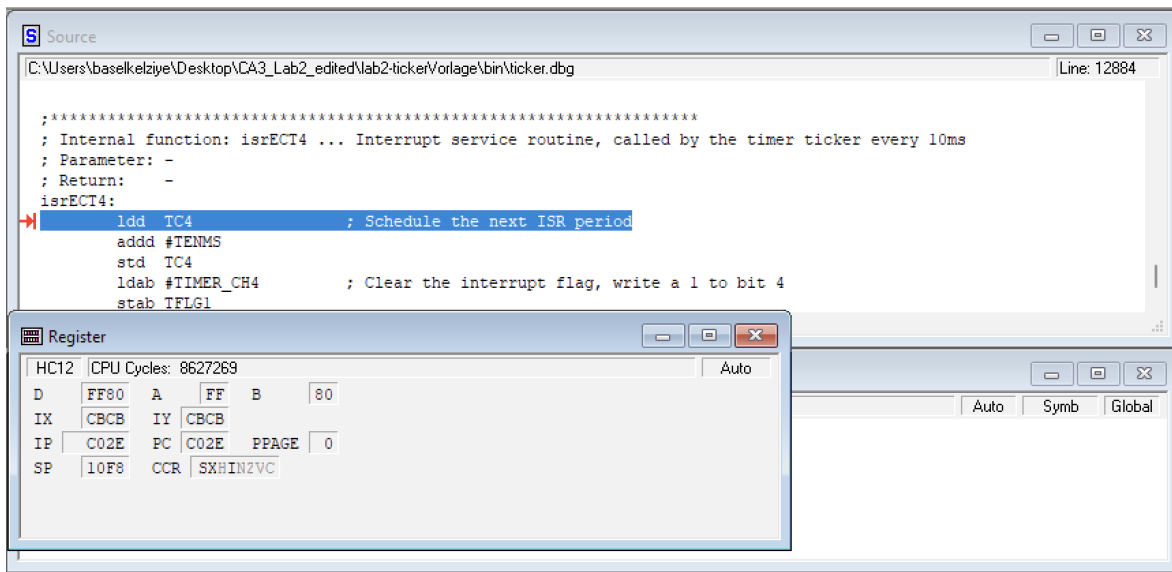 S Source
C:\Users\baselkelziye\Desktop\CA3_Lab2_edited\lab2-tickerVorlage\bin\ticker.dbg Line: 12884
;********************************************************************
; Internal function: isrECT4 ... Interrupt service routine, called by the timer ticker every 10ms
; Parameter: -
; Return:    -
isrECT4:
ldd  TC4                ; Schedule the next ISR period
addd #TENMS
std  TC4
ldab #TIMER_CH4         ; Clear the interrupt flag, write a 1 to bit 4
stab TFLG1
Register
HC12 CPU Cycles: 8627269 Auto
D FF80 A FF B 80
IX CBCB IY CBCB
IP C02E PC C02E PPAGE 0
SP 10F8 CCR SXHINZVC
Auto Symb Global